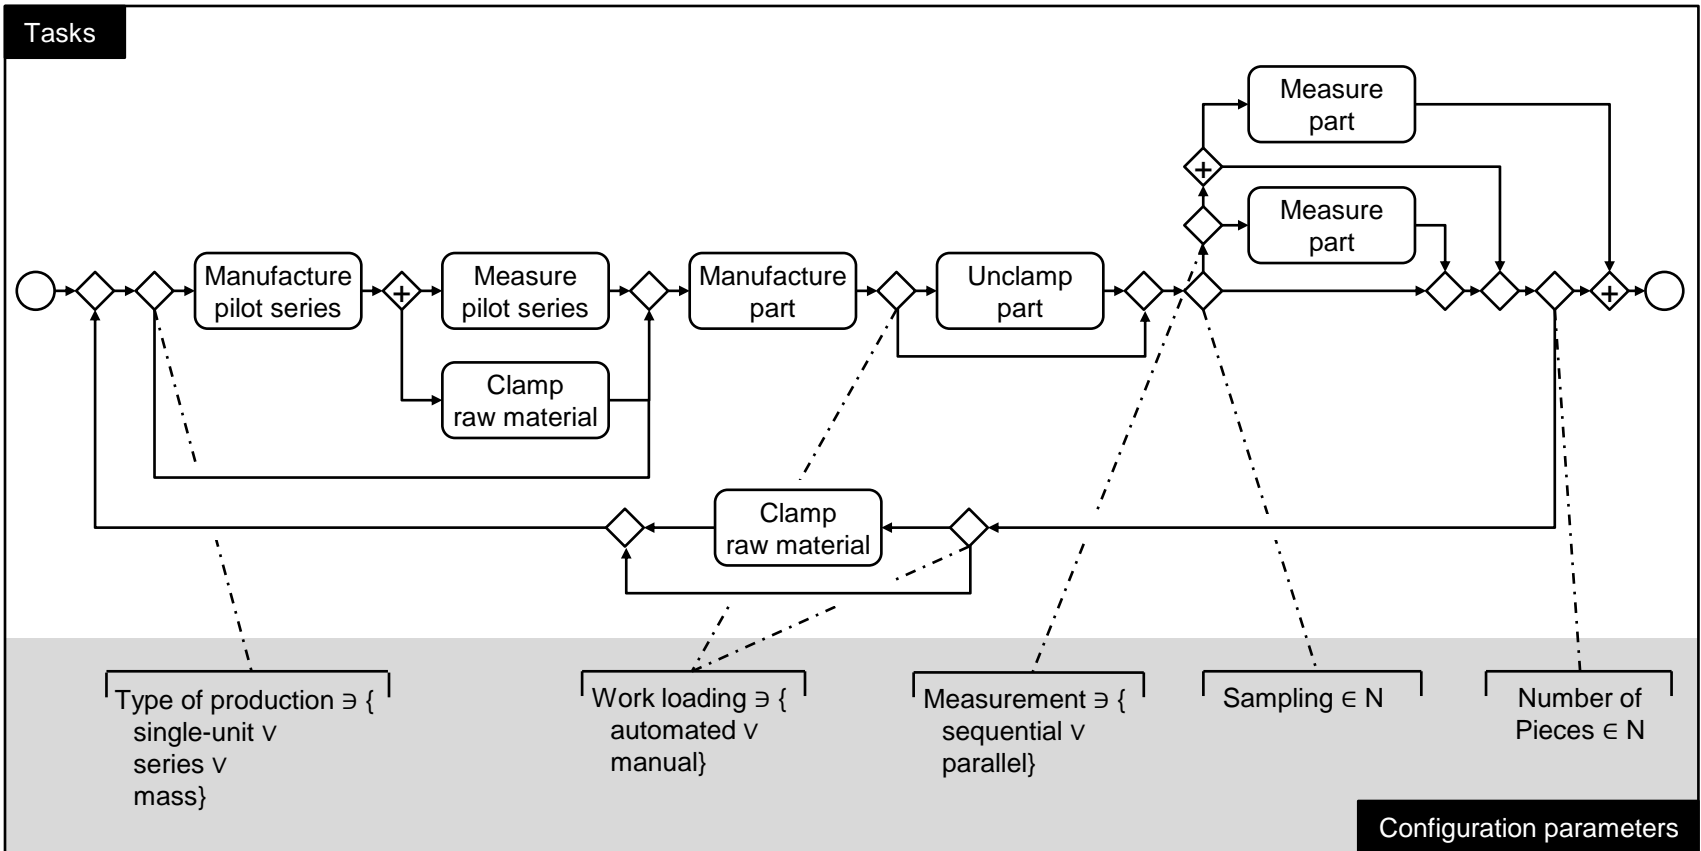 Tasks
Measure
part
Measure
part
Manufacture
pilot series
+
Measure
pilot series
Manufacture
part
Unclamp
part
+
+
Clamp
raw material
Clamp
raw material
Type of production ∋ {
single-unit ∨
series ∨
mass}
Work loading ∋ {
automated ∨
manual}
Measurement ∋ {
sequential ∨
parallel}
Sampling ∈ N
Number of
Pieces ∈ N
Configuration parameters